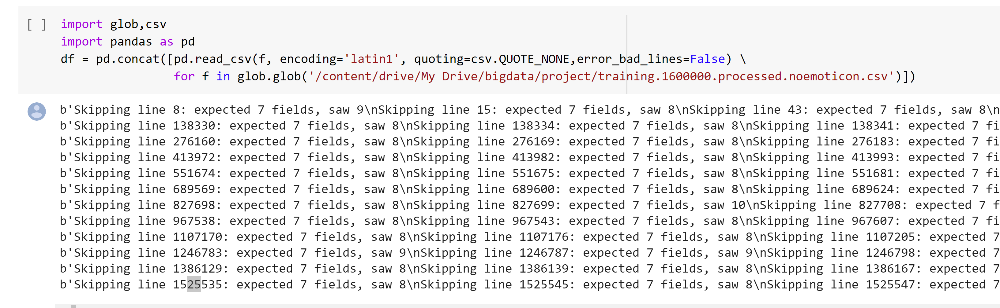 [ ] import glob,csv
import pandas as pd
df = pd.concat([pd.read_csv(f, encoding='latin1', quoting=csv.QUOTE_NONE,error_bad_lines=False) \
for f in glob.glob('/content/drive/My Drive/bigdata/project/training.1600000.processed.noemoticon.csv')])
b'Skipping line 8: expected 7 fields, saw 9\nSkipping line 15: expected 7 fields, saw 8\nSkipping line 43: expected 7 fields, saw 8\n
b'Skipping line 138330: expected 7 fields, saw 8\nSkipping line 138334: expected 7 fields, saw 8\nSkipping line 138341: expected 7 fi
b'Skipping line 276160: expected 7 fields, saw 8\nSkipping line 276169: expected 7 fields, saw 8\nSkipping line 276183: expected 7 fi
b'Skipping line 413972: expected 7 fields, saw 8\nSkipping line 413982: expected 7 fields, saw 8\nSkipping line 413993: expected 7 fi
b'Skipping line 551674: expected 7 fields, saw 8\nSkipping line 551675: expected 7 fields, saw 8\nSkipping line 551681: expected 7 fi
b'Skipping line 689569: expected 7 fields, saw 8\nSkipping line 689600: expected 7 fields, saw 8\nSkipping line 689624: expected 7 fi
b'Skipping line 827698: expected 7 fields, saw 8\nSkipping line 827699: expected 7 fields, saw 10\nSkipping line 827708: expected 7 f
b'Skipping line 967538: expected 7 fields, saw 8\nSkipping line 967543: expected 7 fields, saw 8\nSkipping line 967607: expected 7 fi
b'Skipping line 1107170: expected 7 fields, saw 8\nSkipping line 1107176: expected 7 fields, saw 8\nSkipping line 1107205: expected 7
b'Skipping line 1246783: expected 7 fields, saw 9\nSkipping line 1246787: expected 7 fields, saw 9\nSkipping line 1246798: expected 7
b'Skipping line 1386129: expected 7 fields, saw 8\nSkipping line 1386139: expected 7 fields, saw 8\nSkipping line 1386167: expected 7
b'Skipping line 1525535: expected 7 fields, saw 8\nSkipping line 1525545: expected 7 fields, saw 8\nSkipping line 1525547: expected 7